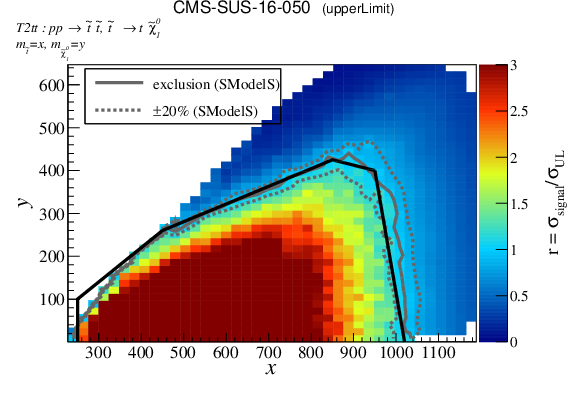 CMS-SUS-16-050 (upperLimit)
T2tt : pp → t̃ t̃, t̃ → t χ̃⁰₁
m_t̃=x, m_χ̃⁰₁=y
exclusion (SModelS)
±20% (SModelS)
600
500
400
300
200
100
y
300 400 500 600 700 800 900 1000 1100
x
3
2.5
2
1.5
1
0.5
0
r = σ_signal/σ_UL